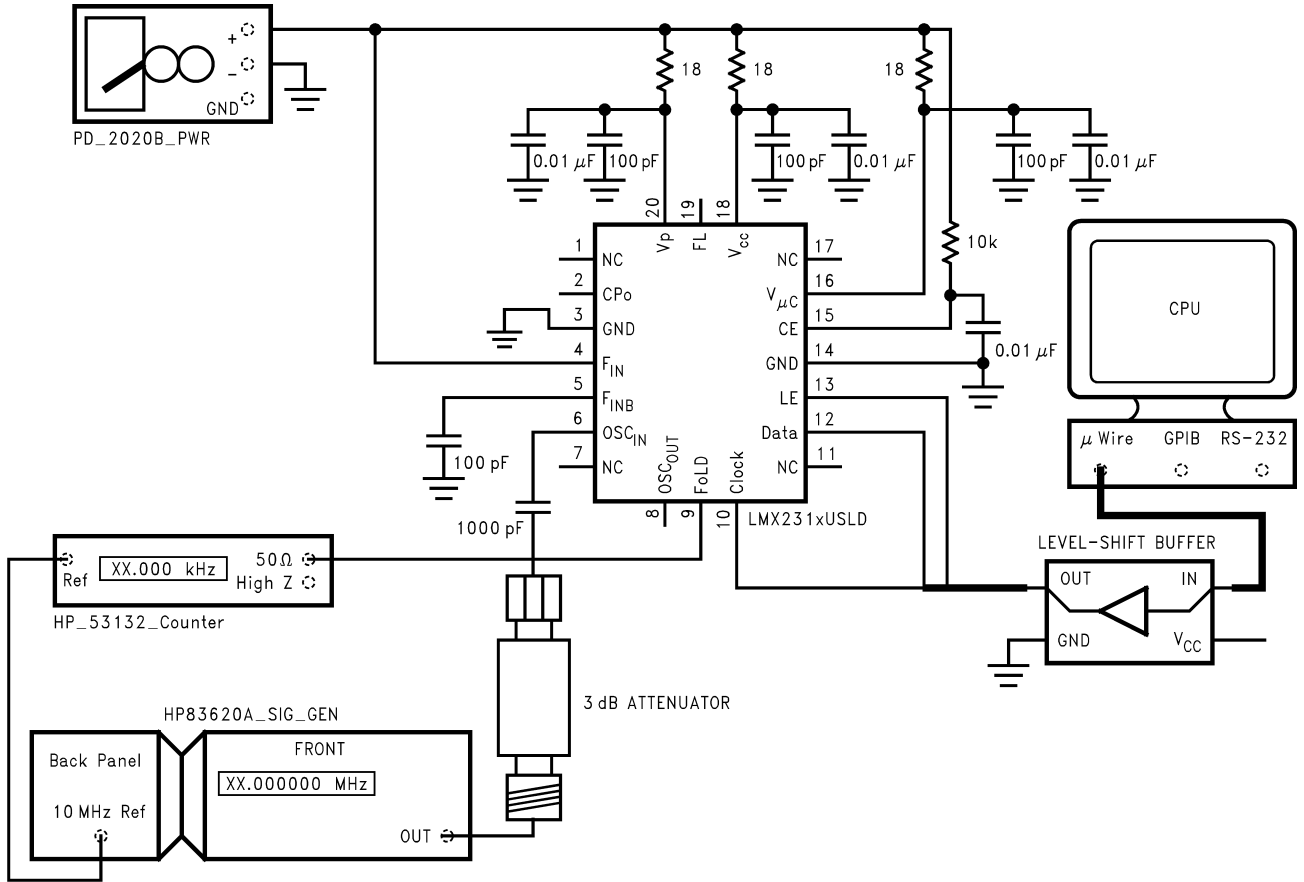 +
−
GND
PD_2020B_PWR
18
18
18
0.01 µF
100 pF
100 pF
0.01 µF
100 pF
0.01 µF
20
19
18
Vp
FL
Vcc
1
NC
2
CPo
3
GND
4
FIN
5
FINB
6
OSCIN
7
NC
17
NC
16
VµC
15
CE
14
GND
13
LE
12
Data
11
NC
OSCOUT
FoLD
Clock
8
9
10
LMX231xUSLD
10k
0.01 µF
100 pF
1000 pF
CPU
µ Wire
GPIB
RS-232
LEVEL-SHIFT BUFFER
OUT
IN
GND
VCC
Ref
XX.000 kHz
50Ω
High Z
HP_53132_Counter
3 dB ATTENUATOR
HP83620A_SIG_GEN
Back Panel
10 MHz Ref
FRONT
XX.000000 MHz
OUT